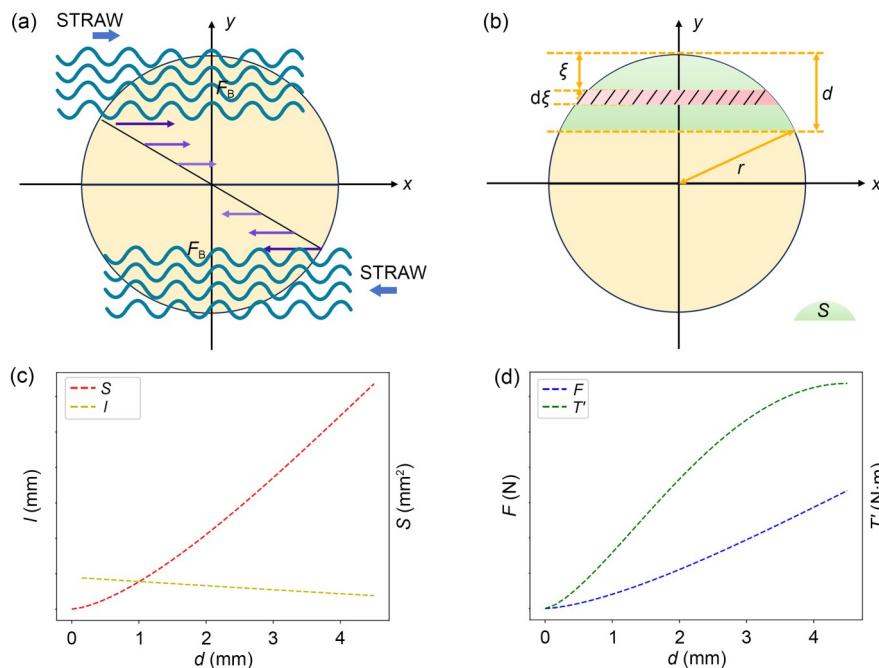 (a)
STRAW
y
F_B
x
F_B
STRAW
(b)
y
ξ
dξ
d
r
x
S
(c)
S
l
l (mm)
S (mm²)
0 1 2 3 4
d (mm)
(d)
F
T′
F (N)
T′ (N·m)
0 1 2 3 4
d (mm)